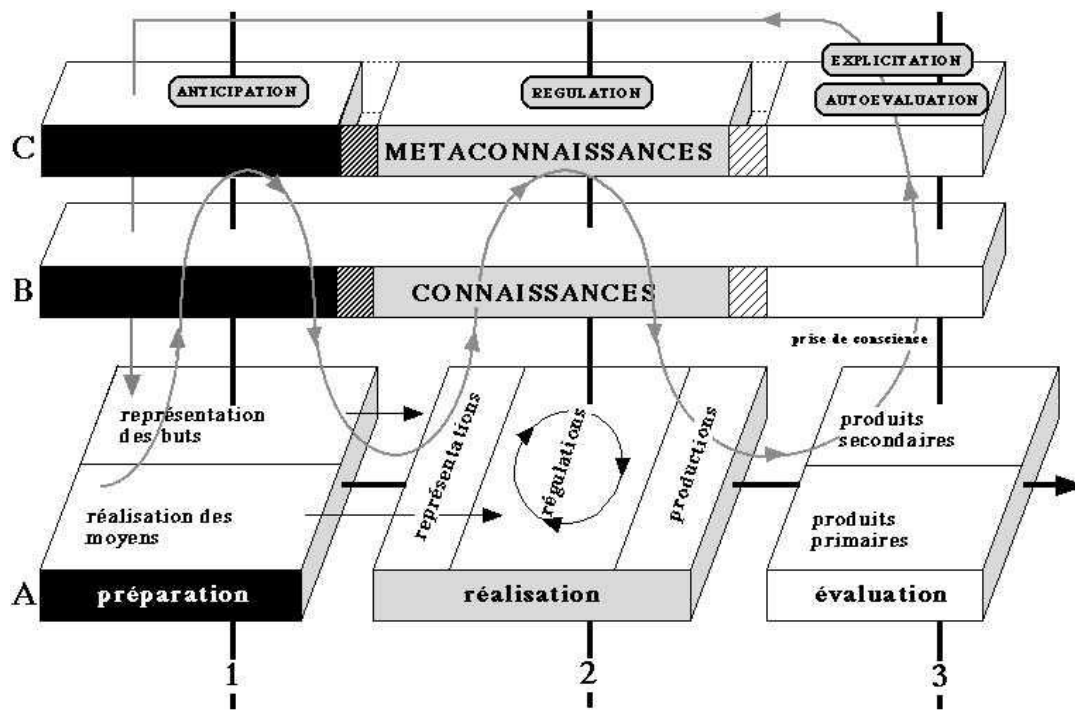 EXPLICITATION
ANTICIPATION
REGULATION
AUTOEVALUATION
C
METACONNAISSANCES
B
CONNAISSANCES
prise de conscience
représentation
des buts
réalisation des
moyens
représentations
régulations
productions
produits
secondaires
produits
primaires
A
préparation
réalisation
évaluation
1
2
3